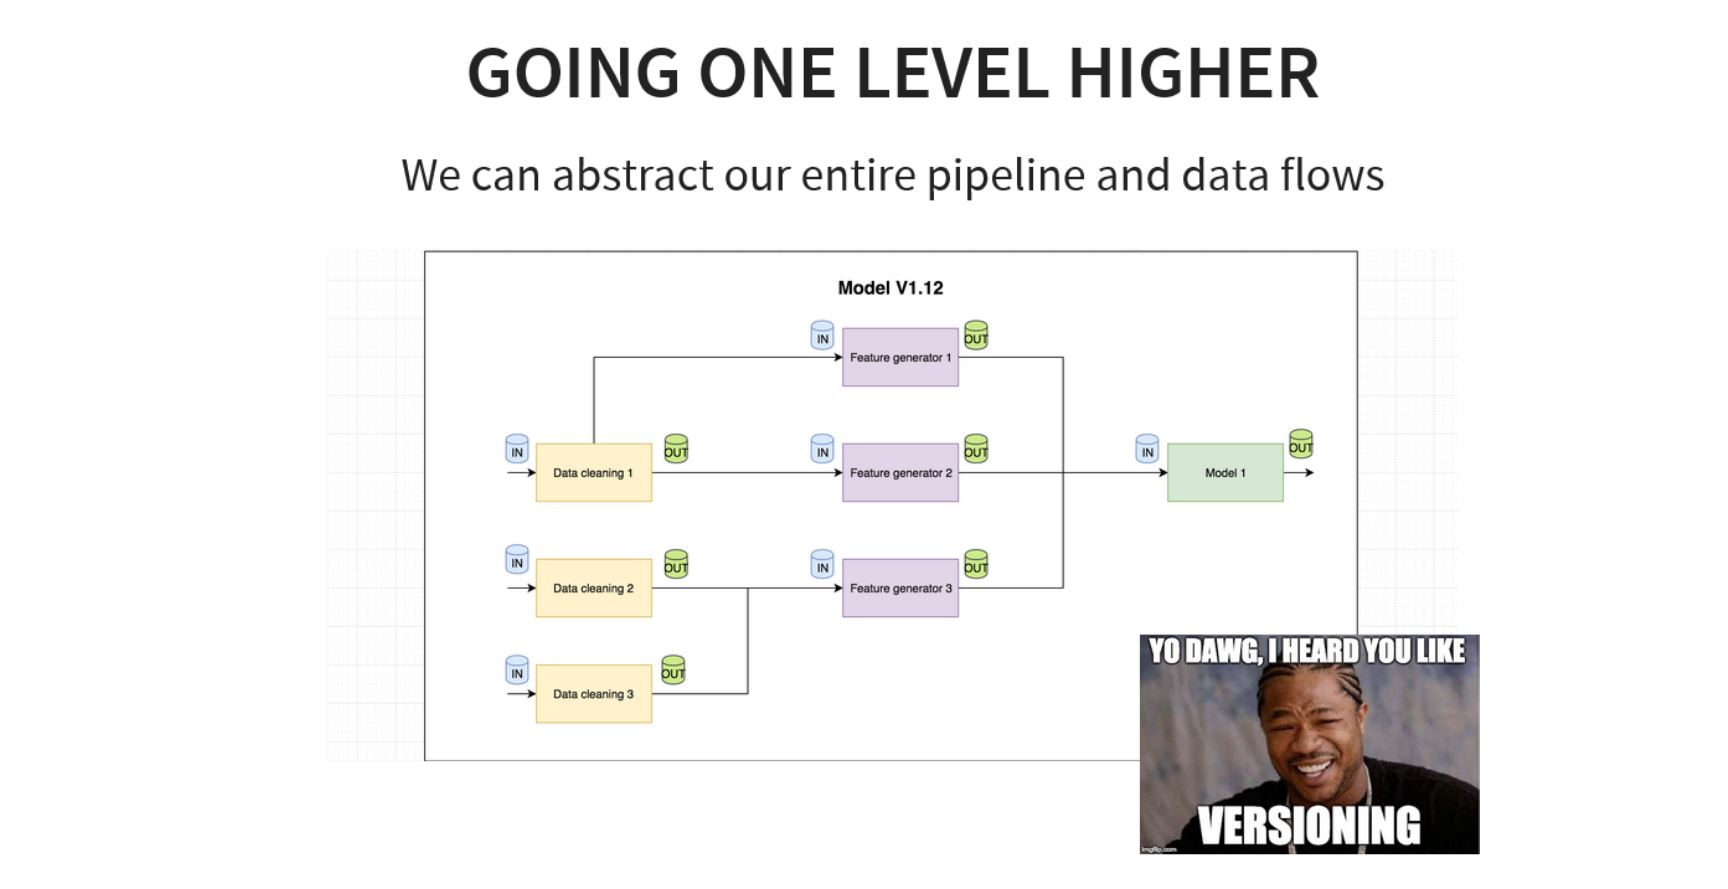 GOING ONE LEVEL HIGHER
We can abstract our entire pipeline and data flows
Model V1.12
IN
Feature generator 1
OUT
IN
Data cleaning 1
OUT
IN
Feature generator 2
OUT
IN
Model 1
OUT
IN
Data cleaning 2
OUT
IN
Feature generator 3
OUT
IN
Data cleaning 3
OUT
YO DAWG, I HEARD YOU LIKE
VERSIONING
imgflip.com